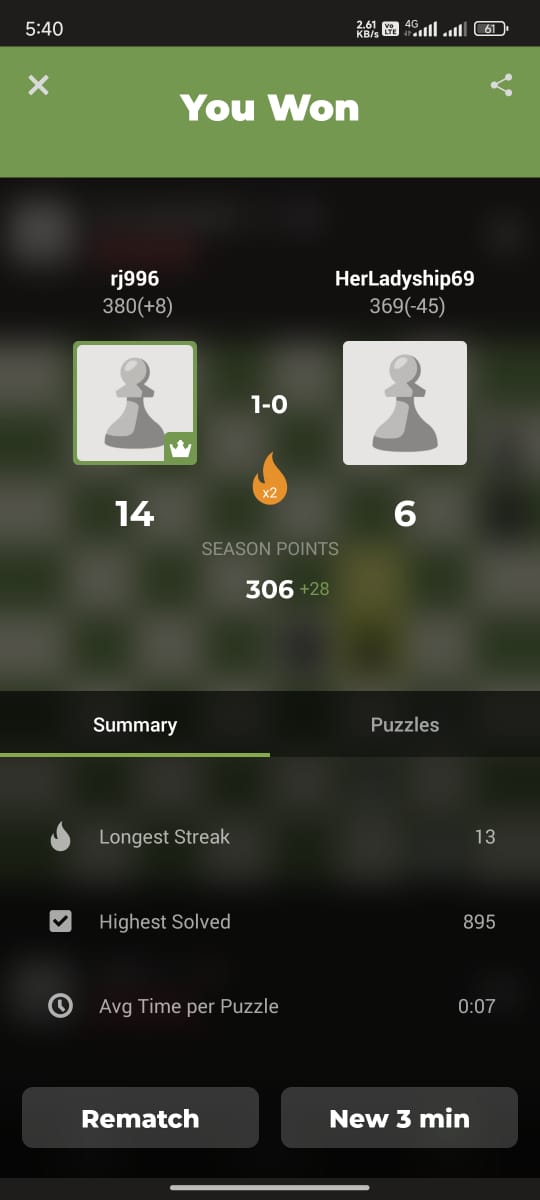 5:40
2.61 KB/s
Vo LTE
4G
61
You Won
rj996
HerLadyship69
380(+8)
369(-45)
1-0
x2
14
6
SEASON POINTS
306 +28
Summary
Puzzles
Longest Streak
13
Highest Solved
895
Avg Time per Puzzle
0:07
Rematch
New 3 min